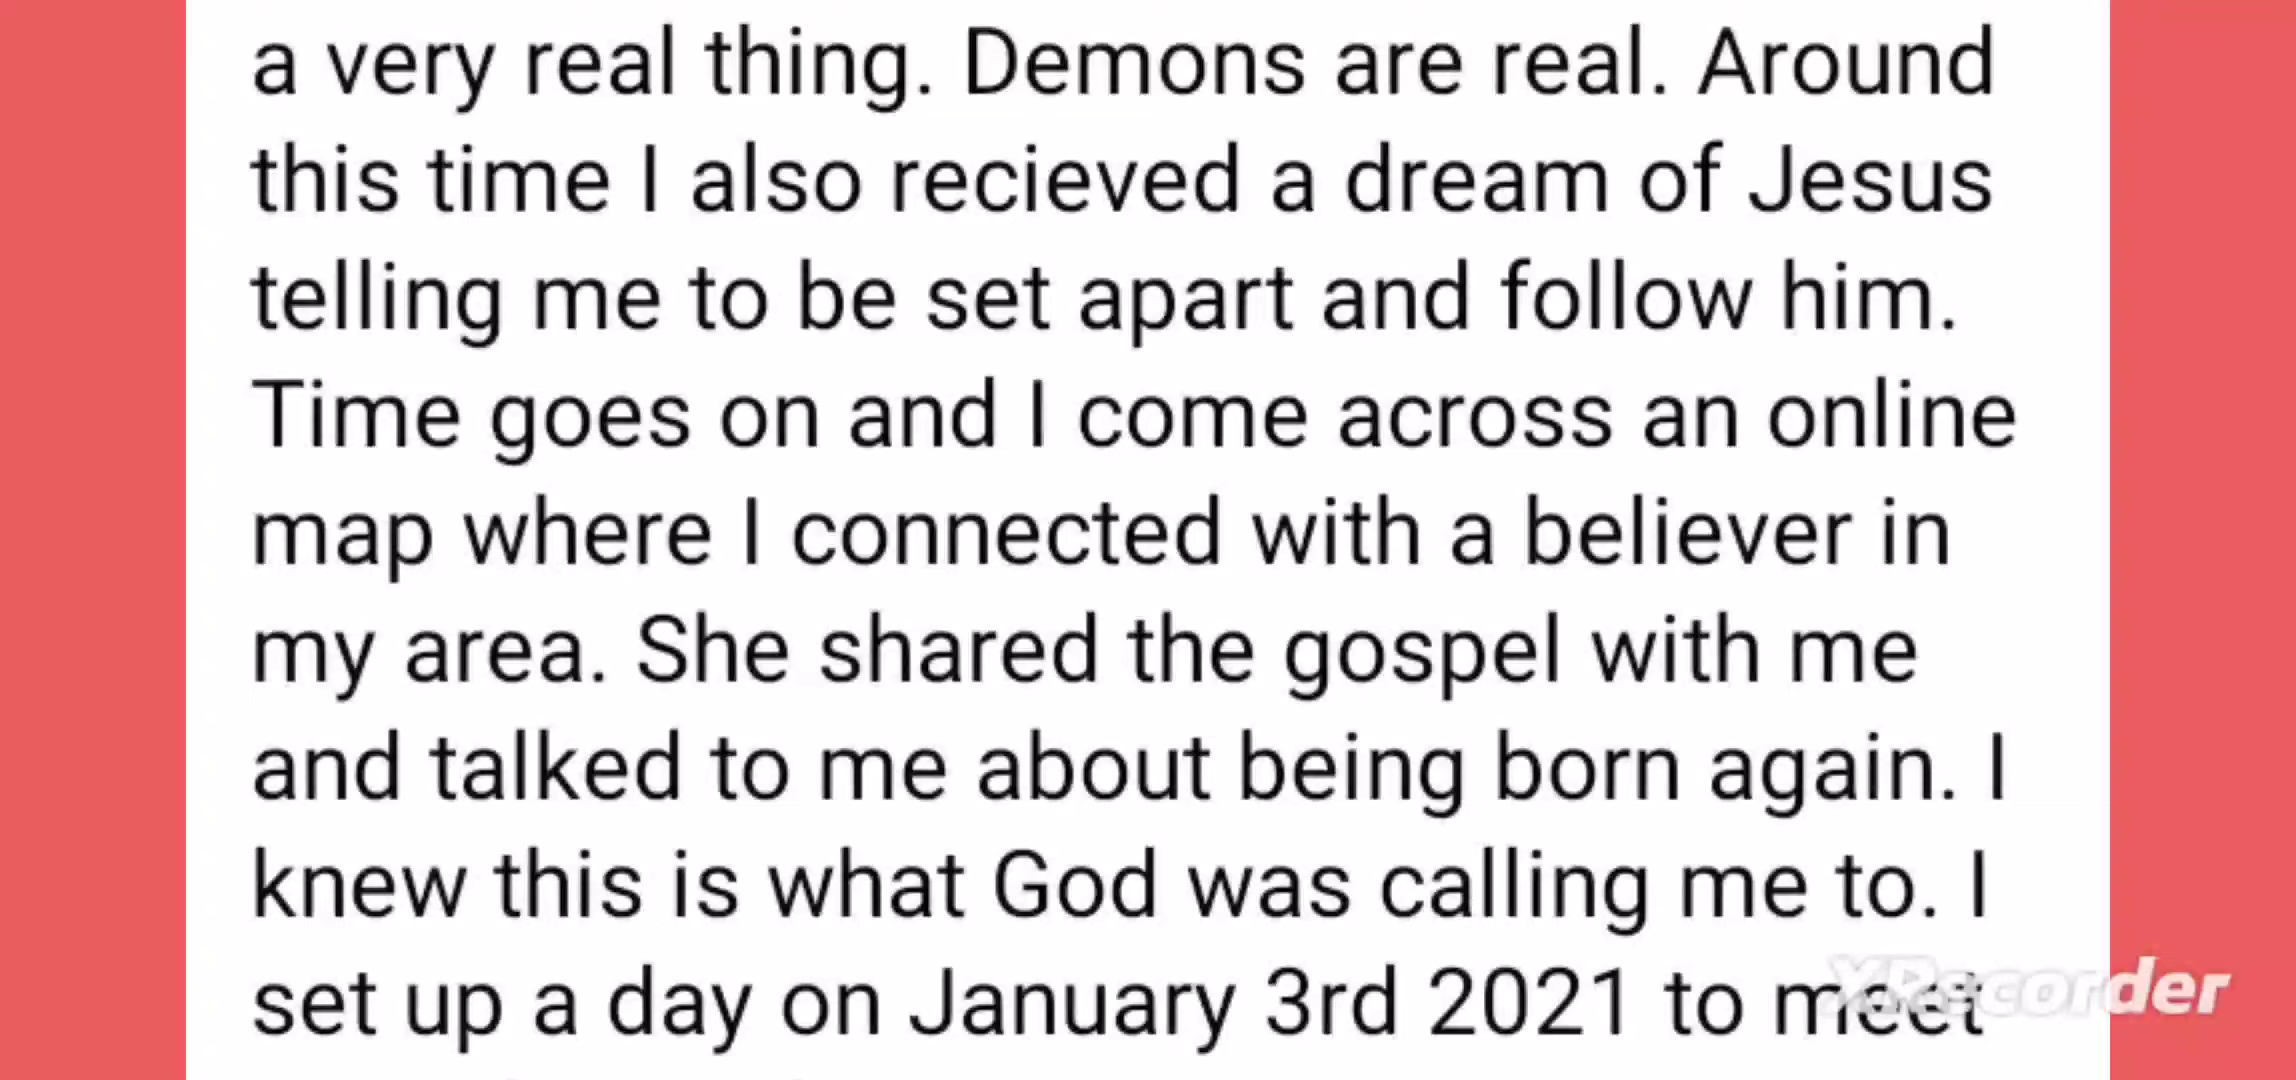 a very real thing. Demons are real. Around
this time I also recieved a dream of Jesus
telling me to be set apart and follow him.
Time goes on and I come across an online
map where I connected with a believer in
my area. She shared the gospel with me
and talked to me about being born again. I
knew this is what God was calling me to. I
set up a day on January 3rd 2021 to meet
XRecorder